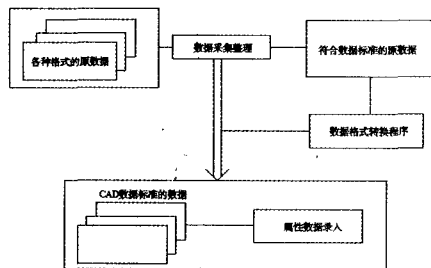 各种格式的原数据
数据采集整理
符合数据标准的原数据
数据格式转换程序
CAD数据标准的数据
属性数据录入